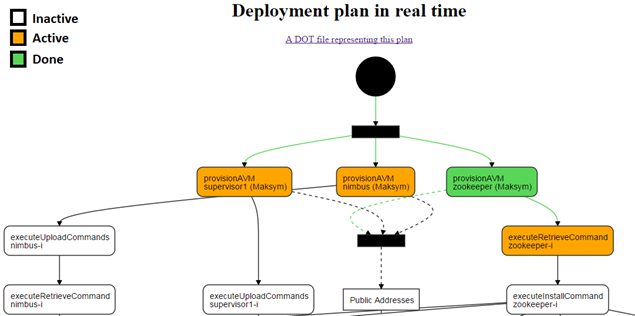 Deployment plan in real time
Inactive
Active
Done
A DOT file representing this plan
provisionAVM
supervisor1 (Maksym)
provisionAVM
nimbus (Maksym)
provisionAVM
zookeeper (Maksym)
executeUploadCommands
nimbus-i
executeRetrieveCommand
zookeeper-i
executeRetrieveCommand
nimbus-i
executeUploadCommands
supervisor1-i
Public Addresses
executeInstallCommand
zookeeper-i